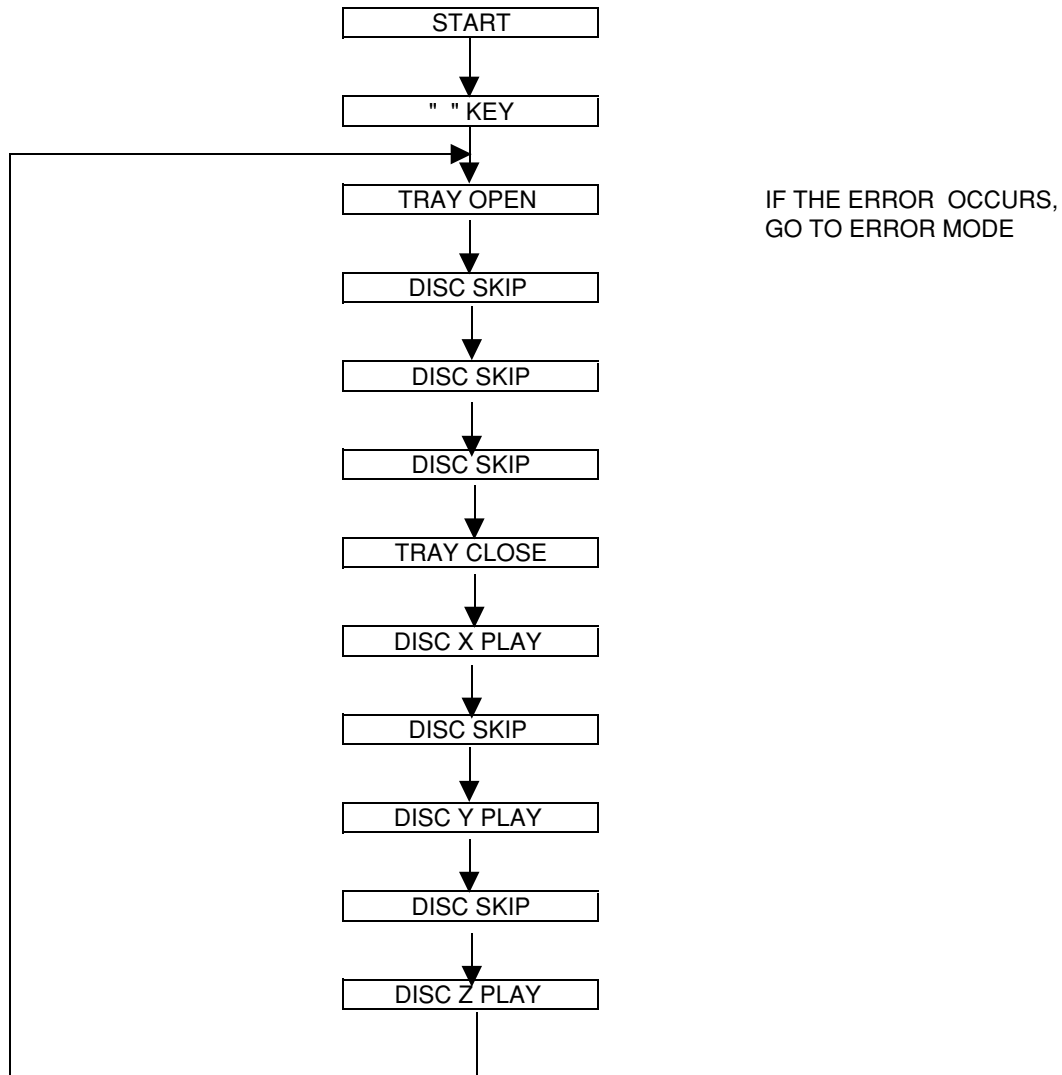 START
" " KEY
TRAY OPEN
IF THE ERROR OCCURS,
GO TO ERROR MODE
DISC SKIP
DISC SKIP
DISC SKIP
TRAY CLOSE
DISC X PLAY
DISC SKIP
DISC Y PLAY
DISC SKIP
DISC Z PLAY